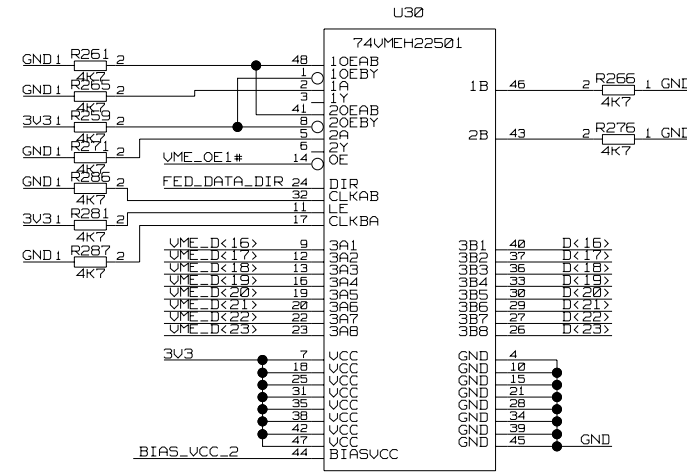 U30
74VMEH22501
GND 1 R261 2 48 1OEAB
4K7 1 1OEBY
GND 1 R265 2 2 1A 1B 46 2 R266 1 GND
4K7 3 1Y 4K7
41 2OEAB
3V3 1 R259 2 8 2OEBY
4K7 5 2A 2B 43 2 R276 1 GND
6 2Y 4K7
GND 1 R271 2 VME_OE1# 14 OE
4K7
GND 1 R286 2 FED_DATA_DIR 24 DIR
4K7 32 CLKAB
3V3 1 R281 2 11 LE
4K7 17 CLKBA
GND 1 R287 2
4K7
VME_D<16> 9 3A1 3B1 40 D<16>
VME_D<17> 12 3A2 3B2 37 D<17>
VME_D<18> 13 3A3 3B3 36 D<18>
VME_D<19> 16 3A4 3B4 33 D<19>
VME_D<20> 19 3A5 3B5 30 D<20>
VME_D<21> 20 3A6 3B6 29 D<21>
VME_D<22> 22 3A7 3B7 27 D<22>
VME_D<23> 23 3A8 3B8 26 D<23>
3V3 7 VCC GND 4
18 VCC GND 10
25 VCC GND 15
31 VCC GND 21
35 VCC GND 28
38 VCC GND 34
42 VCC GND 39
47 VCC GND 45 GND
BIAS_VCC_2 44 BIASVCC